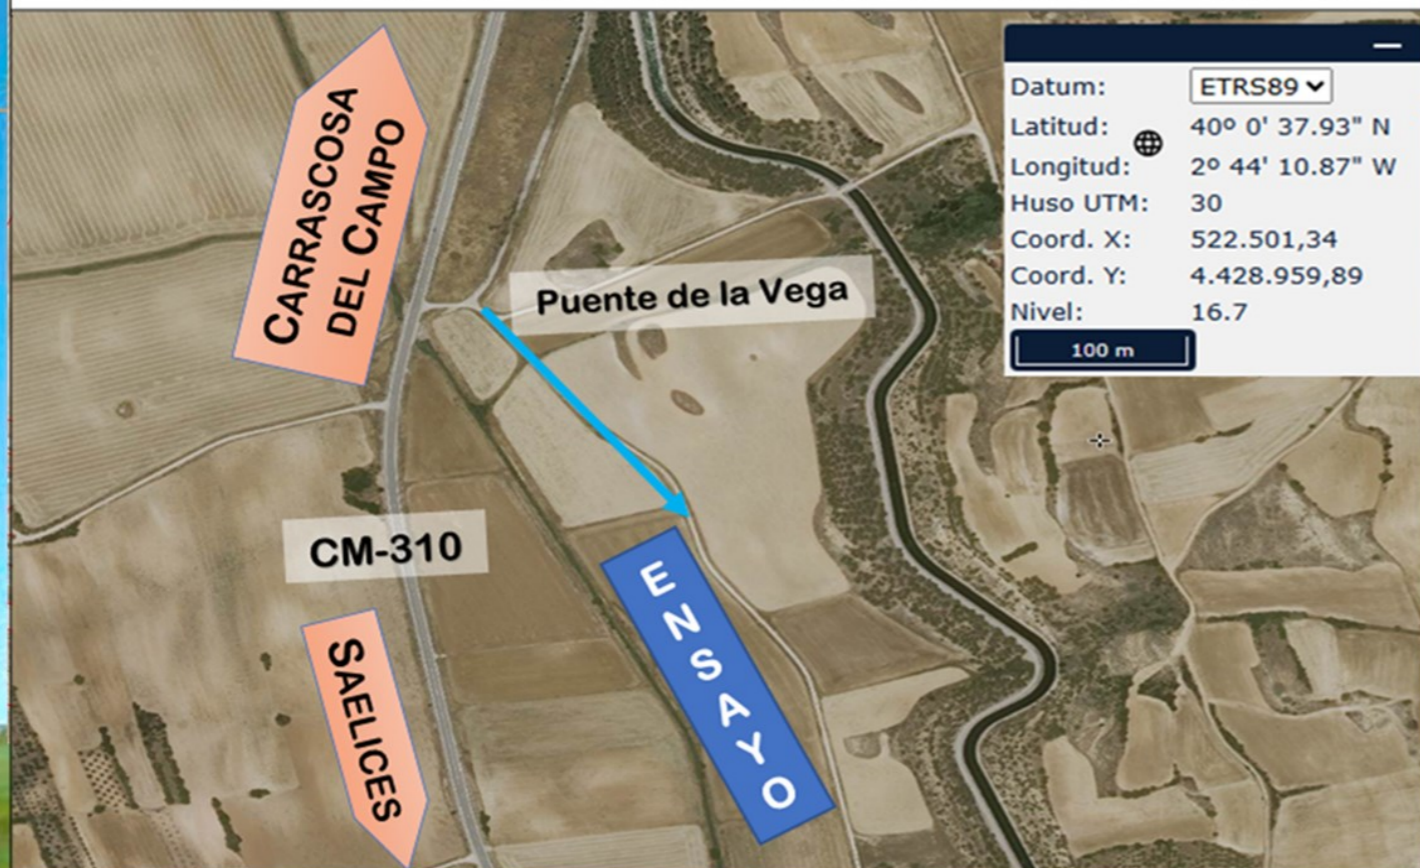 CARRASCOSA
DEL CAMPO
Puente de la Vega
CM-310
SAELICES
ENSAYO
Datum: ETRS89
Latitud: 40º 0' 37.93" N
Longitud: 2º 44' 10.87" W
Huso UTM: 30
Coord. X: 522.501,34
Coord. Y: 4.428.959,89
Nivel: 16.7
100 m